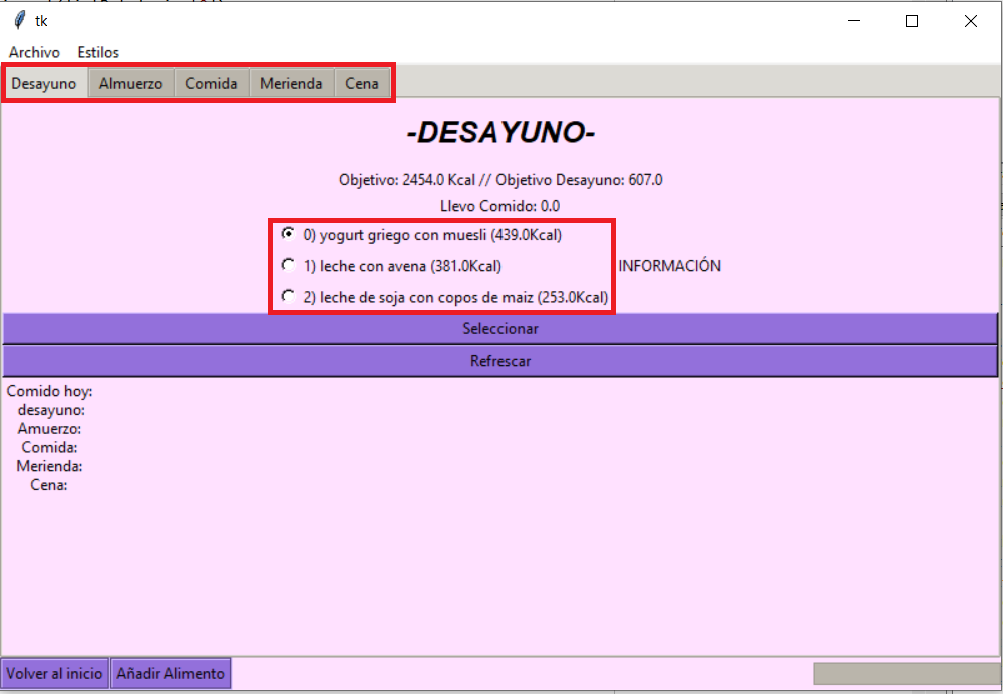 tk
Archivo Estilos
Desayuno Almuerzo Comida Merienda Cena
-DESAYUNO-
Objetivo: 2454.0 Kcal // Objetivo Desayuno: 607.0
Llevo Comido: 0.0
0) yogurt griego con muesli (439.0Kcal)
1) leche con avena (381.0Kcal) INFORMACIÓN
2) leche de soja con copos de maiz (253.0Kcal)
Seleccionar
Refrescar
Comido hoy:
desayuno:
Amuerzo:
Comida:
Merienda:
Cena:
Volver al inicio Añadir Alimento